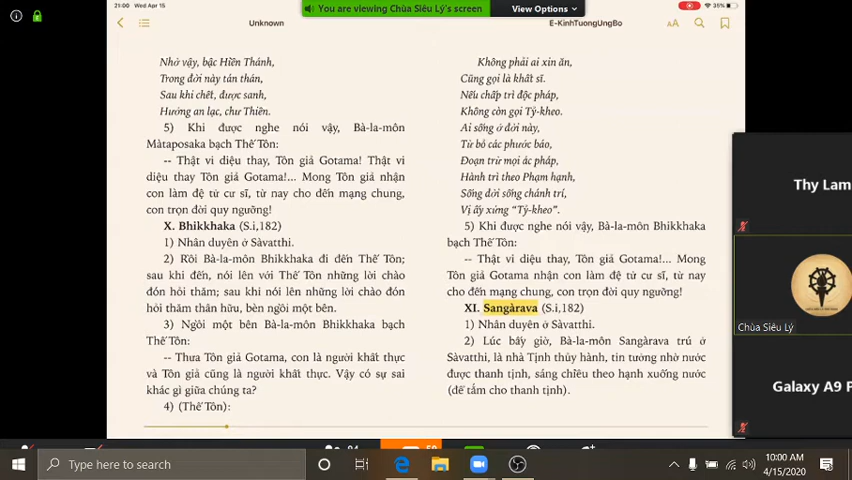 21:00 Wed Apr 15
You are viewing Chùa Siêu Lý's screen
View Options
35%
Unknown
E-KinhTuongUngBo
AA
Nhờ vậy, bậc Hiền Thánh,
Trong đời này tán thán,
Sau khi chết, được sanh,
Hưởng an lạc, chư Thiên.
5) Khi được nghe nói vậy, Bà-la-môn
Màtaposaka bạch Thế Tôn:
-- Thật vi diệu thay, Tôn giả Gotama! Thật vi
diệu thay, Tôn giả Gotama!... Mong Tôn giả nhận
con làm đệ tử cư sĩ, từ nay cho đến mạng chung,
con trọn đời quy ngưỡng!
X. Bhikkhaka (S.i,182)
1) Nhân duyên ở Sàvatthi.
2) Rồi Bà-la-môn Bhikkhaka đi đến Thế Tôn;
sau khi đến, nói lên với Thế Tôn những lời chào
đón hỏi thăm; sau khi nói lên những lời chào đón
hỏi thăm thân hữu, bèn ngồi một bên.
3) Ngồi một bên Bà-la-môn Bhikkhaka bạch
Thế Tôn:
-- Thưa Tôn giả Gotama, con là người khất thực
và Tôn giả cũng là người khất thực. Vậy có sự sai
khác gì giữa chúng ta?
4) (Thế Tôn):
Không phải ai xin ăn,
Cũng gọi là khất sĩ.
Nếu chấp trì độc pháp,
Không còn gọi Tỷ-kheo.
Ai sống ở đời này,
Từ bỏ các phước báo,
Đoạn trừ mọi ác pháp,
Hành trì theo Phạm hạnh,
Sống đời sống chánh trí,
Vị ấy xứng "Tỷ-kheo".
5) Khi được nghe nói vậy, Bà-la-môn Bhikkhaka
bạch Thế Tôn:
-- Thật vi diệu thay, Tôn giả Gotama!... Mong
Tôn giả Gotama nhận con làm đệ tử cư sĩ, từ nay
cho đến mạng chung, con trọn đời quy ngưỡng!
XI. Sangàrava (S.i,182)
1) Nhân duyên ở Sàvatthi.
2) Lúc bấy giờ, Bà-la-môn Sangàrava trú ở
Sàvatthi, là nhà Tịnh thủy hành, tin tưởng nhờ nước
được thanh tịnh, sáng chiều theo hạnh xuống nước
(để tắm cho thanh tịnh).
Thy Lam
Chùa Siêu Lý
Galaxy A9 P
Type here to search
10:00 AM
4/15/2020